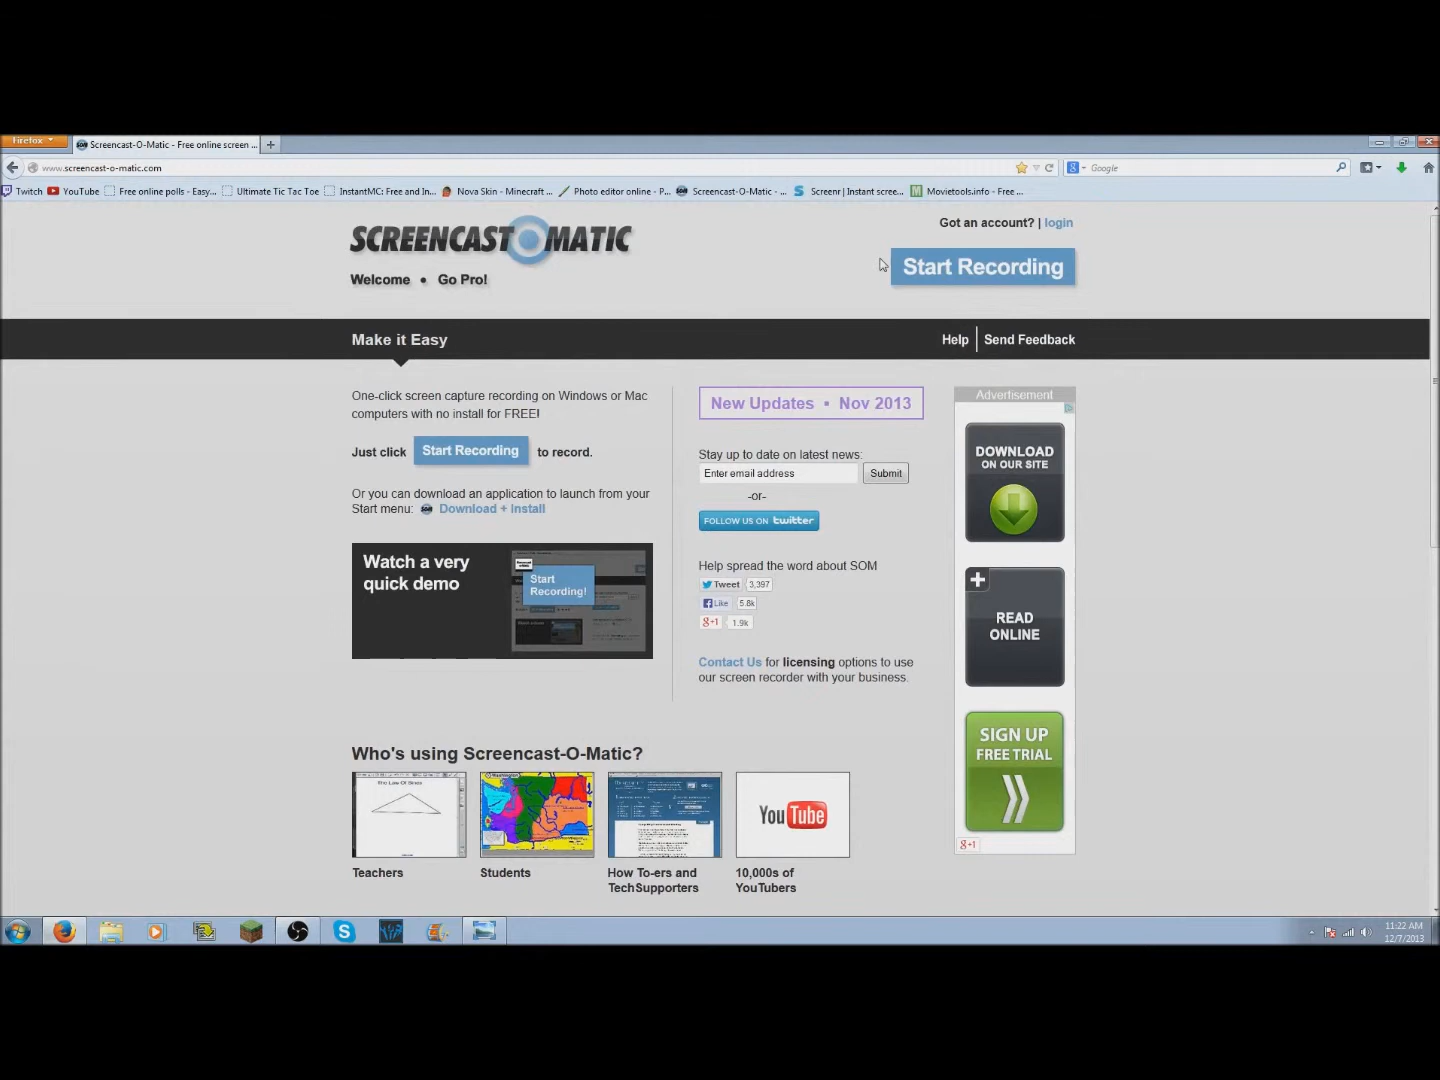 Firefox
Screencast-O-Matic - Free online screen ...
www.screencast-o-matic.com
Google
Twitch
YouTube
Free online polls - Easy...
Ultimate Tic Tac Toe
InstantMC: Free and In...
Nova Skin - Minecraft ...
Photo editor online - P...
Screencast-O-Matic - ...
Screenr | Instant scree...
Movietools.info - Free ...
SCREENCAST O MATIC
Got an account? | login
Start Recording
Welcome • Go Pro!
Make it Easy
Help
Send Feedback
One-click screen capture recording on Windows or Mac
computers with no install for FREE!
Just click Start Recording to record.
Or you can download an application to launch from your
Start menu: Download + Install
Watch a very
quick demo
Start
Recording!
New Updates • Nov 2013
Stay up to date on latest news:
Enter email address
Submit
-or-
FOLLOW US ON twitter
Help spread the word about SOM
Tweet 3,397
Like 5.8k
g+1 1.9k
Contact Us for licensing options to use
our screen recorder with your business.
Advertisement
DOWNLOAD
ON OUR SITE
READ
ONLINE
SIGN UP
FREE TRIAL
g+1
Who's using Screencast-O-Matic?
The Law Of Sines
Washington
You Tube
Teachers
Students
How To-ers and
TechSupporters
10,000s of
YouTubers
11:22 AM
12/7/2013